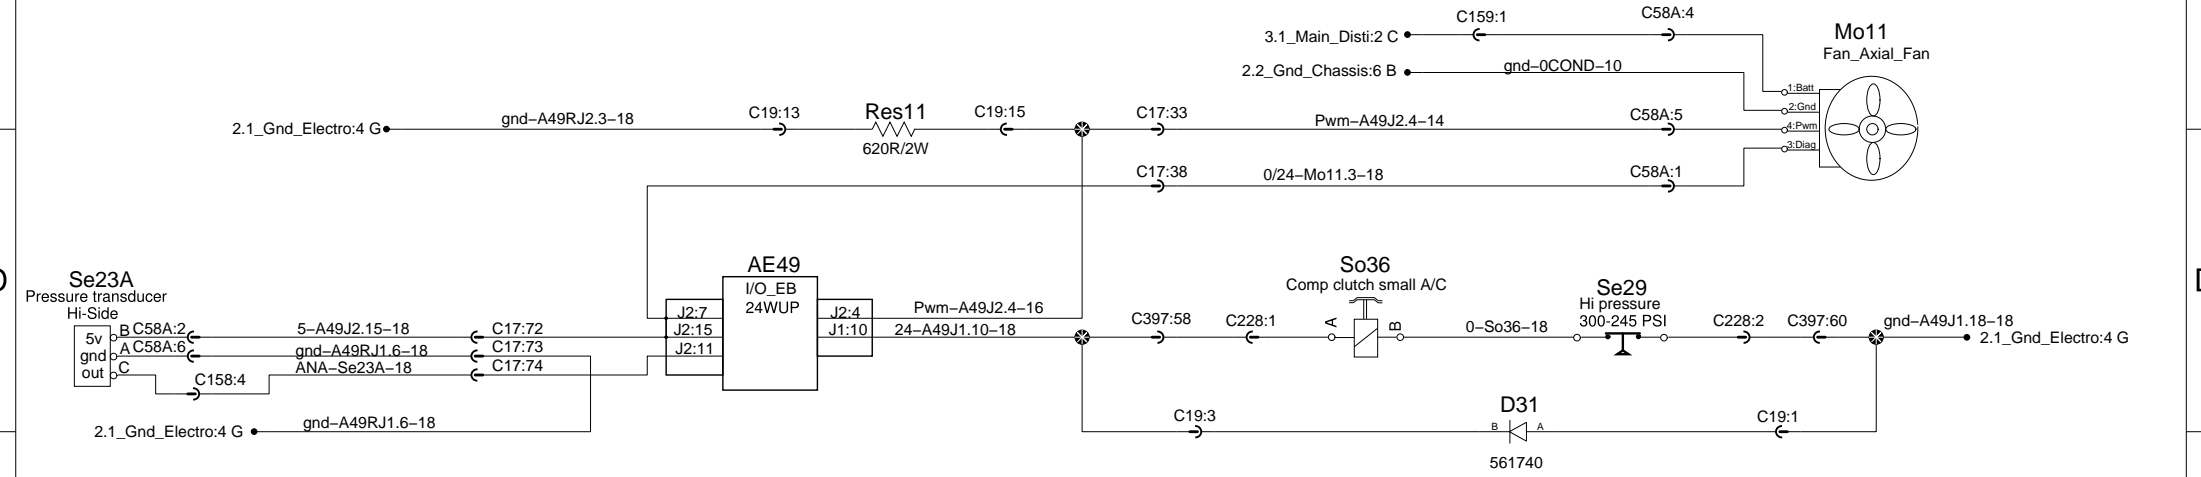 C159:1
C58A:4
3.1_Main_Disti:2 C
Mo11
Fan_Axial_Fan
2.2_Gnd_Chassis:6 B
gnd-0COND-10
1:Batt
2:Gnd
4:Pwm
3:Diag
2.1_Gnd_Electro:4 G
gnd-A49RJ2.3-18
C19:13
Res11
620R/2W
C19:15
C17:33
Pwm-A49J2.4-14
C58A:5
C17:38
0/24-Mo11.3-18
C58A:1
D
Se23A
Pressure transducer
Hi-Side
5v
gnd
out
B
A
C
C58A:2
C58A:6
C158:4
5-A49J2.15-18
gnd-A49RJ1.6-18
ANA-Se23A-18
C17:72
C17:73
C17:74
2.1_Gnd_Electro:4 G
gnd-A49RJ1.6-18
AE49
I/O_EB
24WUP
J2:7
J2:15
J2:11
J2:4
J1:10
Pwm-A49J2.4-16
24-A49J1.10-18
C397:58
C228:1
So36
Comp clutch small A/C
A
B
0-So36-18
Se29
Hi pressure
300-245 PSI
C228:2
C397:60
gnd-A49J1.18-18
2.1_Gnd_Electro:4 G
C19:3
D31
B
A
561740
C19:1